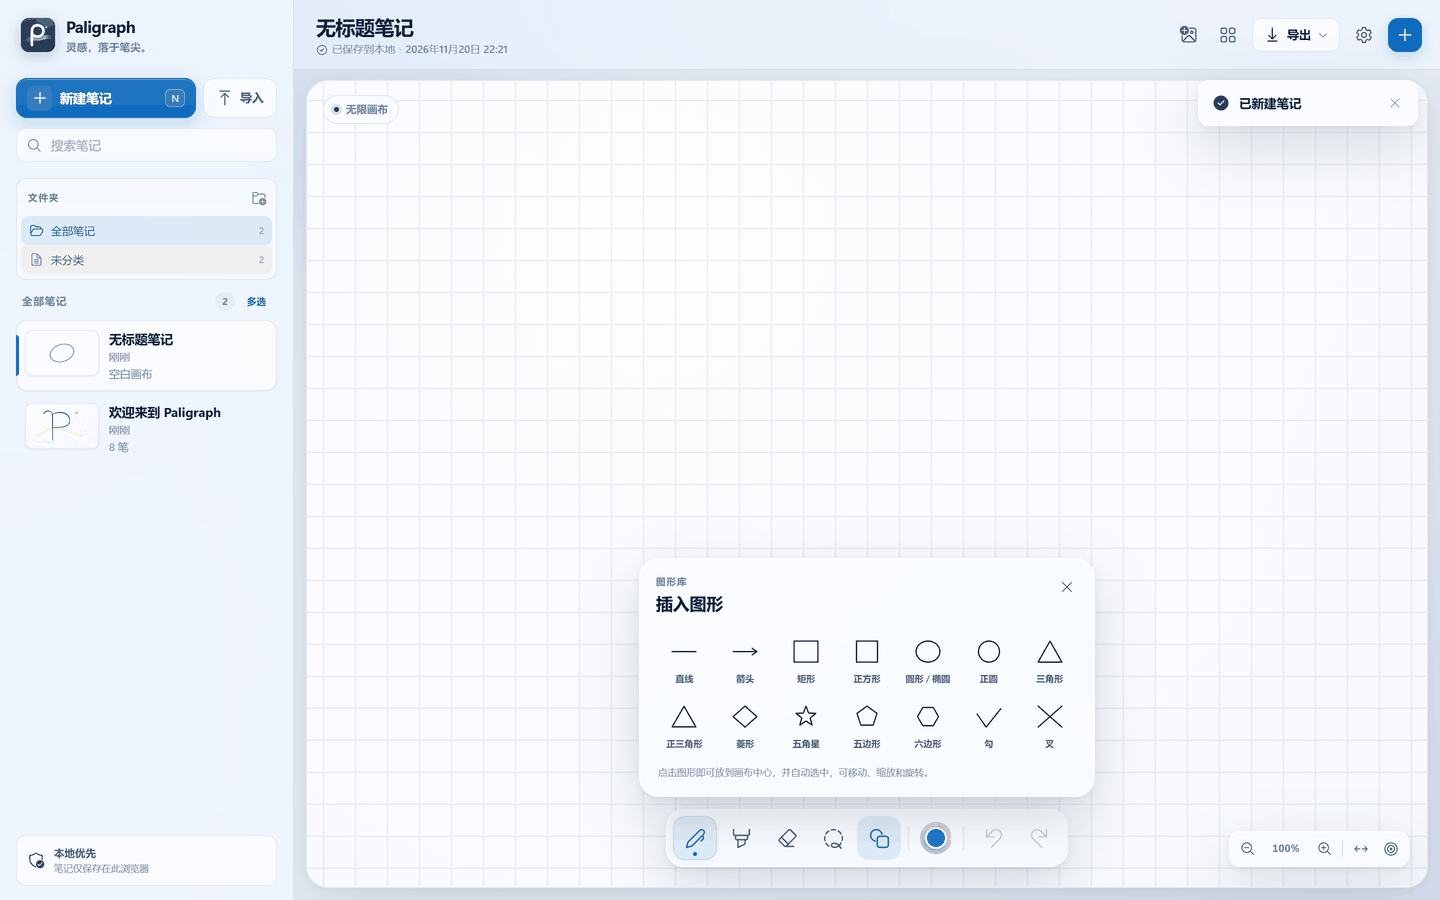 Paligraph
灵感，落于笔尖。
新建笔记 N
导入
搜索笔记
文件夹
全部笔记 2
未分类 2
全部笔记 2 多选
无标题笔记
刚刚
空白画布
欢迎来到 Paligraph
刚刚
8 笔
本地优先
笔记仅保存在此浏览器
无标题笔记
已保存到本地 · 2026年11月20日 22:21
导出
无限画布
已新建笔记
图形库
插入图形
直线 箭头 矩形 正方形 圆形 / 椭圆 正圆 三角形
正三角形 菱形 五角星 五边形 六边形 勾 叉
点击图形即可放到画布中心，并自动选中，可移动、缩放和旋转。
100%